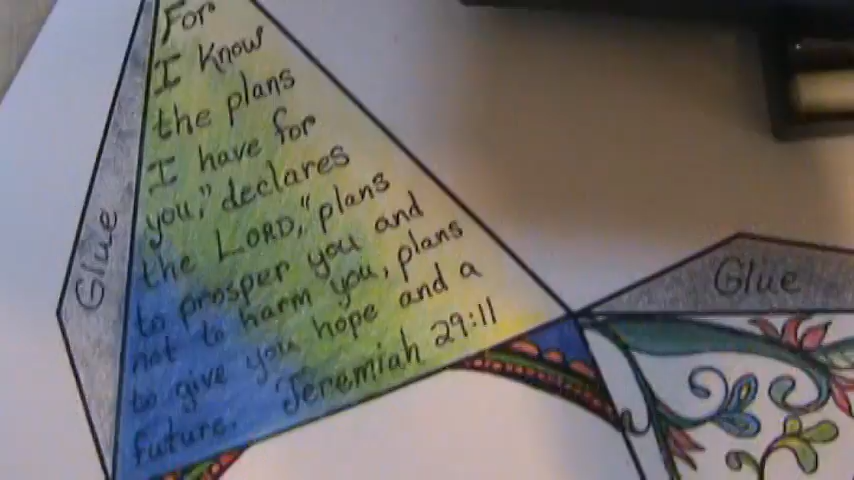 For
I know
the plans
I have for
you," declares
the LORD, "plans
to prosper you and
not to harm you, plans
to give you hope and a
future. Jeremiah 29:11
Glue
Glue